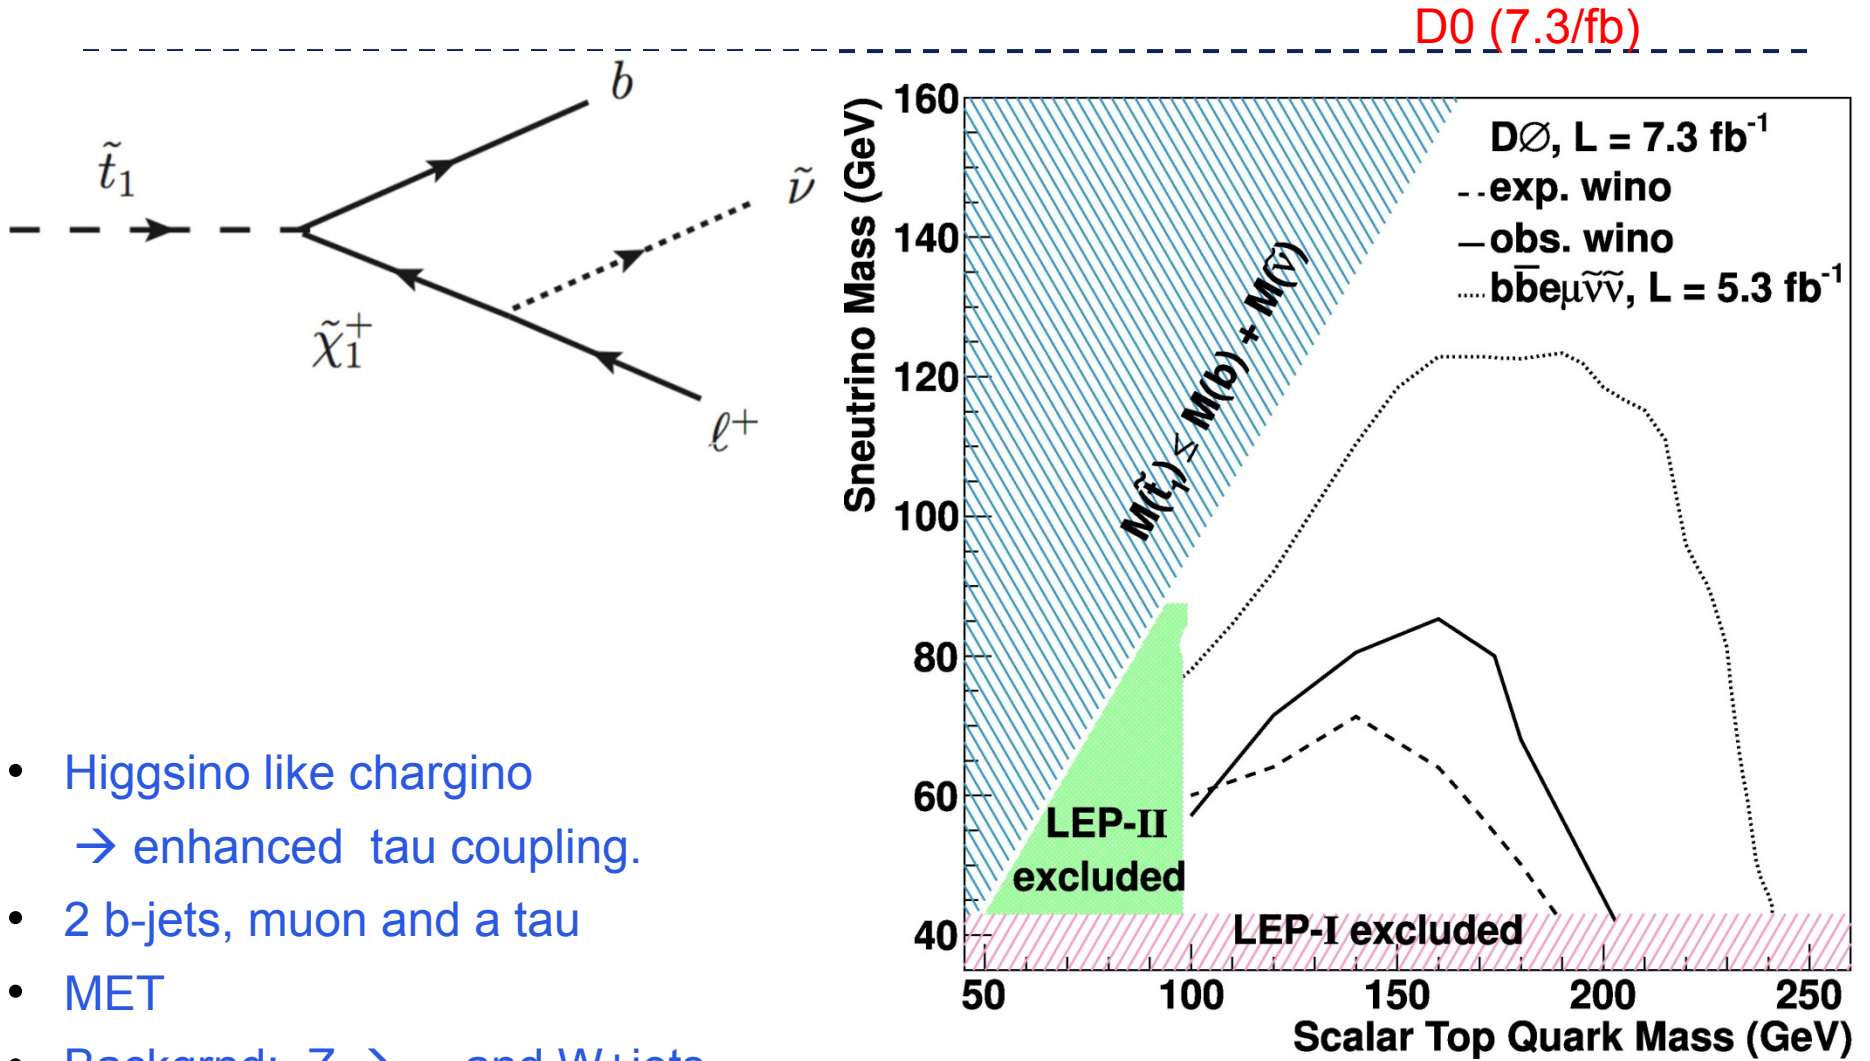 D0 (7.3/fb)
b
t̃₁
ν̃
χ̃₁⁺
ℓ⁺
Higgsino like chargino
→ enhanced tau coupling.
2 b-jets, muon and a tau
MET
Sneutrino Mass (GeV)
160
140
120
100
80
60
40
DØ, L = 7.3 fb⁻¹
exp. wino
obs. wino
bb̅eμν̃ν̃, L = 5.3 fb⁻¹
M(t̃₁) ≤ M(b) + M(ν̃)
LEP-II
excluded
LEP-I excluded
50 100 150 200 250
Scalar Top Quark Mass (GeV)